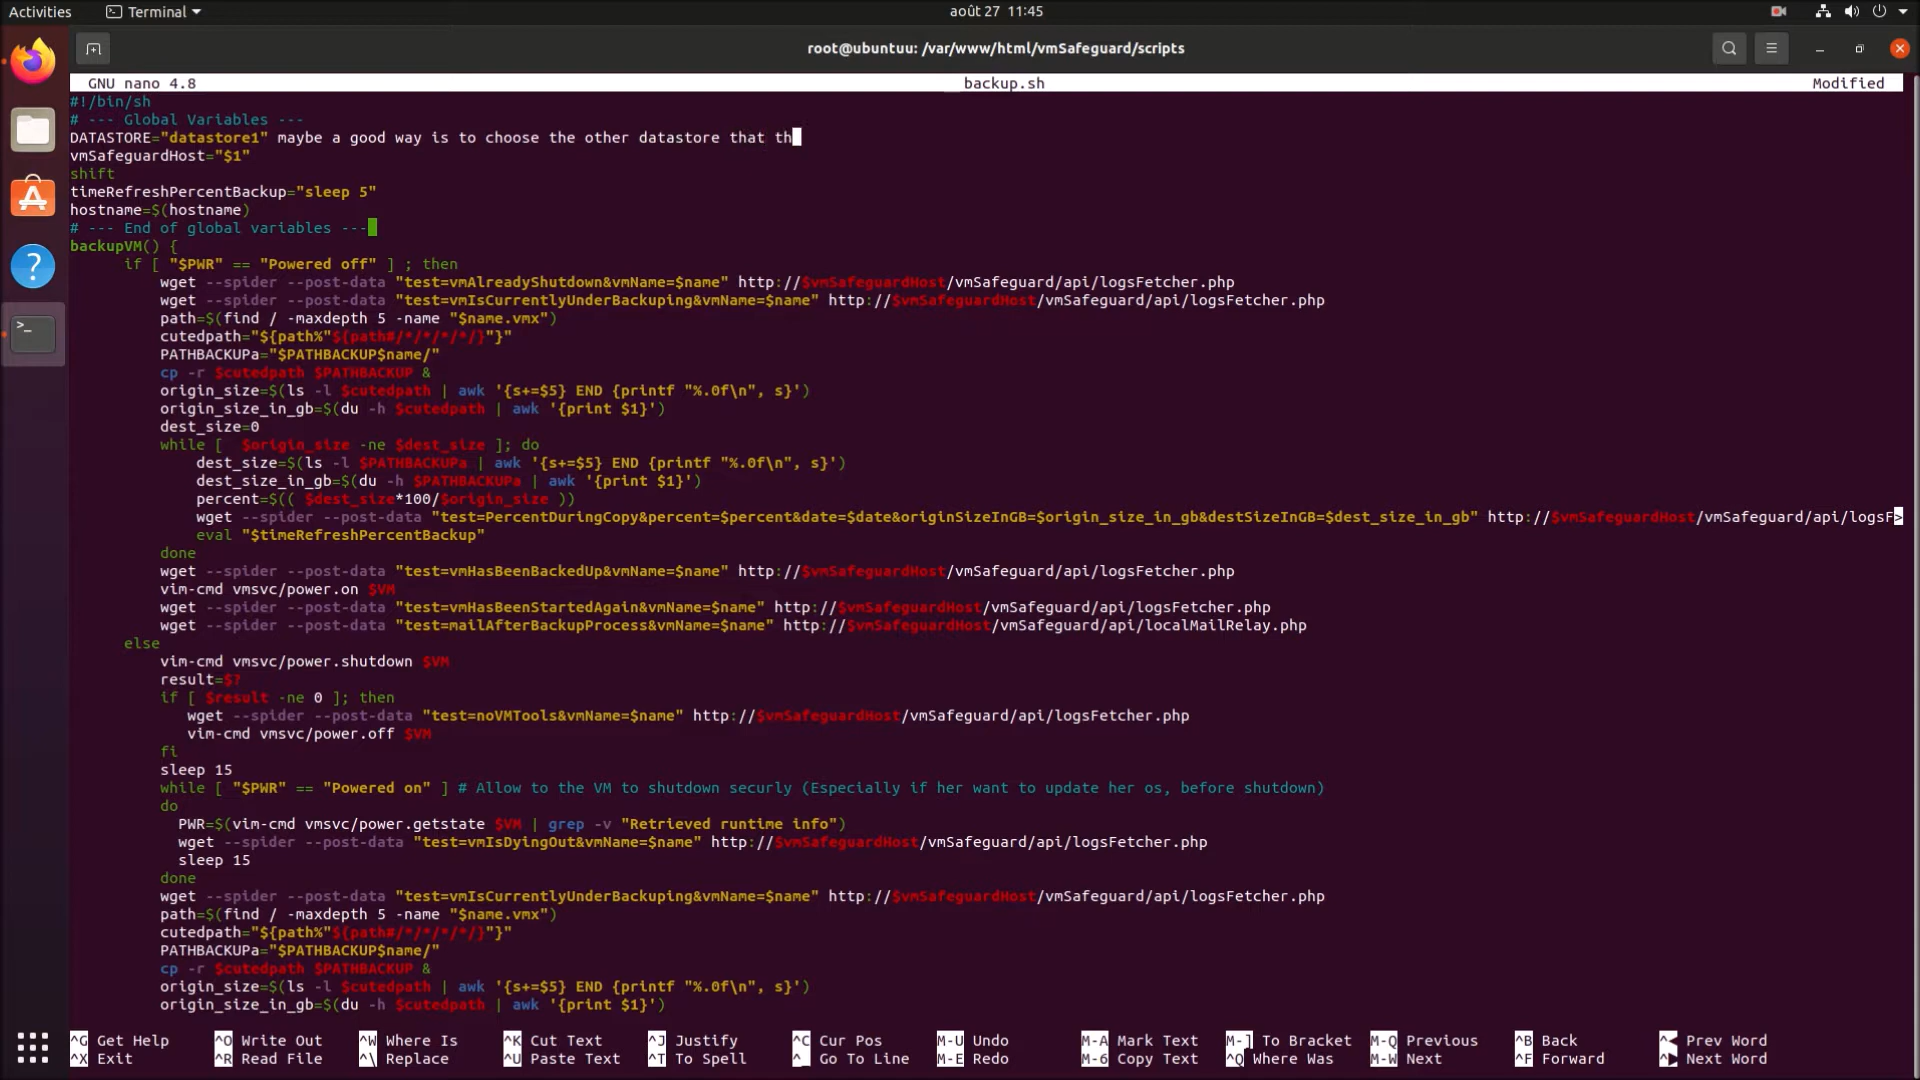 Activities
Terminal
août 27 11:45
root@ubuntuu: /var/www/html/vmSafeguard/scripts
GNU nano 4.8 backup.sh Modified
#!/bin/sh
# --- Global Variables ---
DATASTORE="datastore1" maybe a good way is to choose the other datastore that th
vmSafeguardHost="$1"
shift
timeRefreshPercentBackup="sleep 5"
hostname=$(hostname)
# --- End of global variables ---
backupVM() {
if [ "$PWR" == "Powered off" ] ; then
wget --spider --post-data "test=vmAlreadyShutdown&vmName=$name" http://$vmSafeguardHost/vmSafeguard/api/logsFetcher.php
wget --spider --post-data "test=vmIsCurrentlyUnderBackuping&vmName=$name" http://$vmSafeguardHost/vmSafeguard/api/logsFetcher.php
path=$(find / -maxdepth 5 -name "$name.vmx")
cutedpath="${path%"${path#/*/*/*/*/}"}"
PATHBACKUPa="$PATHBACKUP$name/"
cp -r $cutedpath $PATHBACKUP &
origin_size=$(ls -l $cutedpath | awk '{s+=$5} END {printf "%.0f\n", s}')
origin_size_in_gb=$(du -h $cutedpath | awk '{print $1}')
dest_size=0
while [  $origin_size -ne $dest_size ]; do
dest_size=$(ls -l $PATHBACKUPa | awk '{s+=$5} END {printf "%.0f\n", s}')
dest_size_in_gb=$(du -h $PATHBACKUPa | awk '{print $1}')
percent=$(( $dest_size*100/$origin_size ))
wget --spider --post-data "test=PercentDuringCopy&percent=$percent&date=$date&originSizeInGB=$origin_size_in_gb&destSizeInGB=$dest_size_in_gb" http://$vmSafeguardHost/vmSafeguard/api/logsF>
eval "$timeRefreshPercentBackup"
done
wget --spider --post-data "test=vmHasBeenBackedUp&vmName=$name" http://$vmSafeguardHost/vmSafeguard/api/logsFetcher.php
vim-cmd vmsvc/power.on $VM
wget --spider --post-data "test=vmHasBeenStartedAgain&vmName=$name" http://$vmSafeguardHost/vmSafeguard/api/logsFetcher.php
wget --spider --post-data "test=mailAfterBackupProcess&vmName=$name" http://$vmSafeguardHost/vmSafeguard/api/localMailRelay.php
else
vim-cmd vmsvc/power.shutdown $VM
result=$?
if [ $result -ne 0 ]; then
wget --spider --post-data "test=noVMTools&vmName=$name" http://$vmSafeguardHost/vmSafeguard/api/logsFetcher.php
vim-cmd vmsvc/power.off $VM
fi
sleep 15
while [ "$PWR" == "Powered on" ] # Allow to the VM to shutdown securly (Especially if her want to update her os, before shutdown)
do
PWR=$(vim-cmd vmsvc/power.getstate $VM | grep -v "Retrieved runtime info")
wget --spider --post-data "test=vmIsDyingOut&vmName=$name" http://$vmSafeguardHost/vmSafeguard/api/logsFetcher.php
sleep 15
done
wget --spider --post-data "test=vmIsCurrentlyUnderBackuping&vmName=$name" http://$vmSafeguardHost/vmSafeguard/api/logsFetcher.php
path=$(find / -maxdepth 5 -name "$name.vmx")
cutedpath="${path%"${path#/*/*/*/*/}"}"
PATHBACKUPa="$PATHBACKUP$name/"
cp -r $cutedpath $PATHBACKUP &
origin_size=$(ls -l $cutedpath | awk '{s+=$5} END {printf "%.0f\n", s}')
origin_size_in_gb=$(du -h $cutedpath | awk '{print $1}')
^G Get Help ^O Write Out ^W Where Is ^K Cut Text ^J Justify ^C Cur Pos M-U Undo M-A Mark Text M-] To Bracket M-Q Previous ^B Back ^◀ Prev Word
^X Exit ^R Read File ^\ Replace ^U Paste Text ^T To Spell ^_ Go To Line M-E Redo M-6 Copy Text ^Q Where Was M-W Next ^F Forward ^▶ Next Word